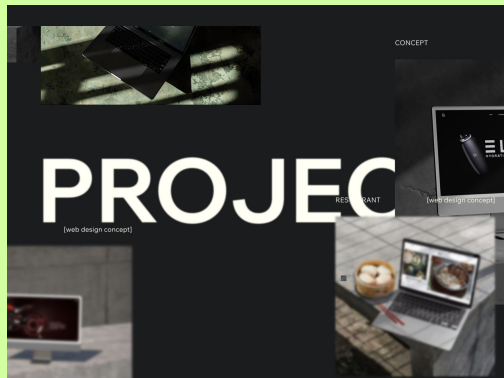 CONCEPT
PROJEC
RESTAURANT
[web design concept]
[web design concept]